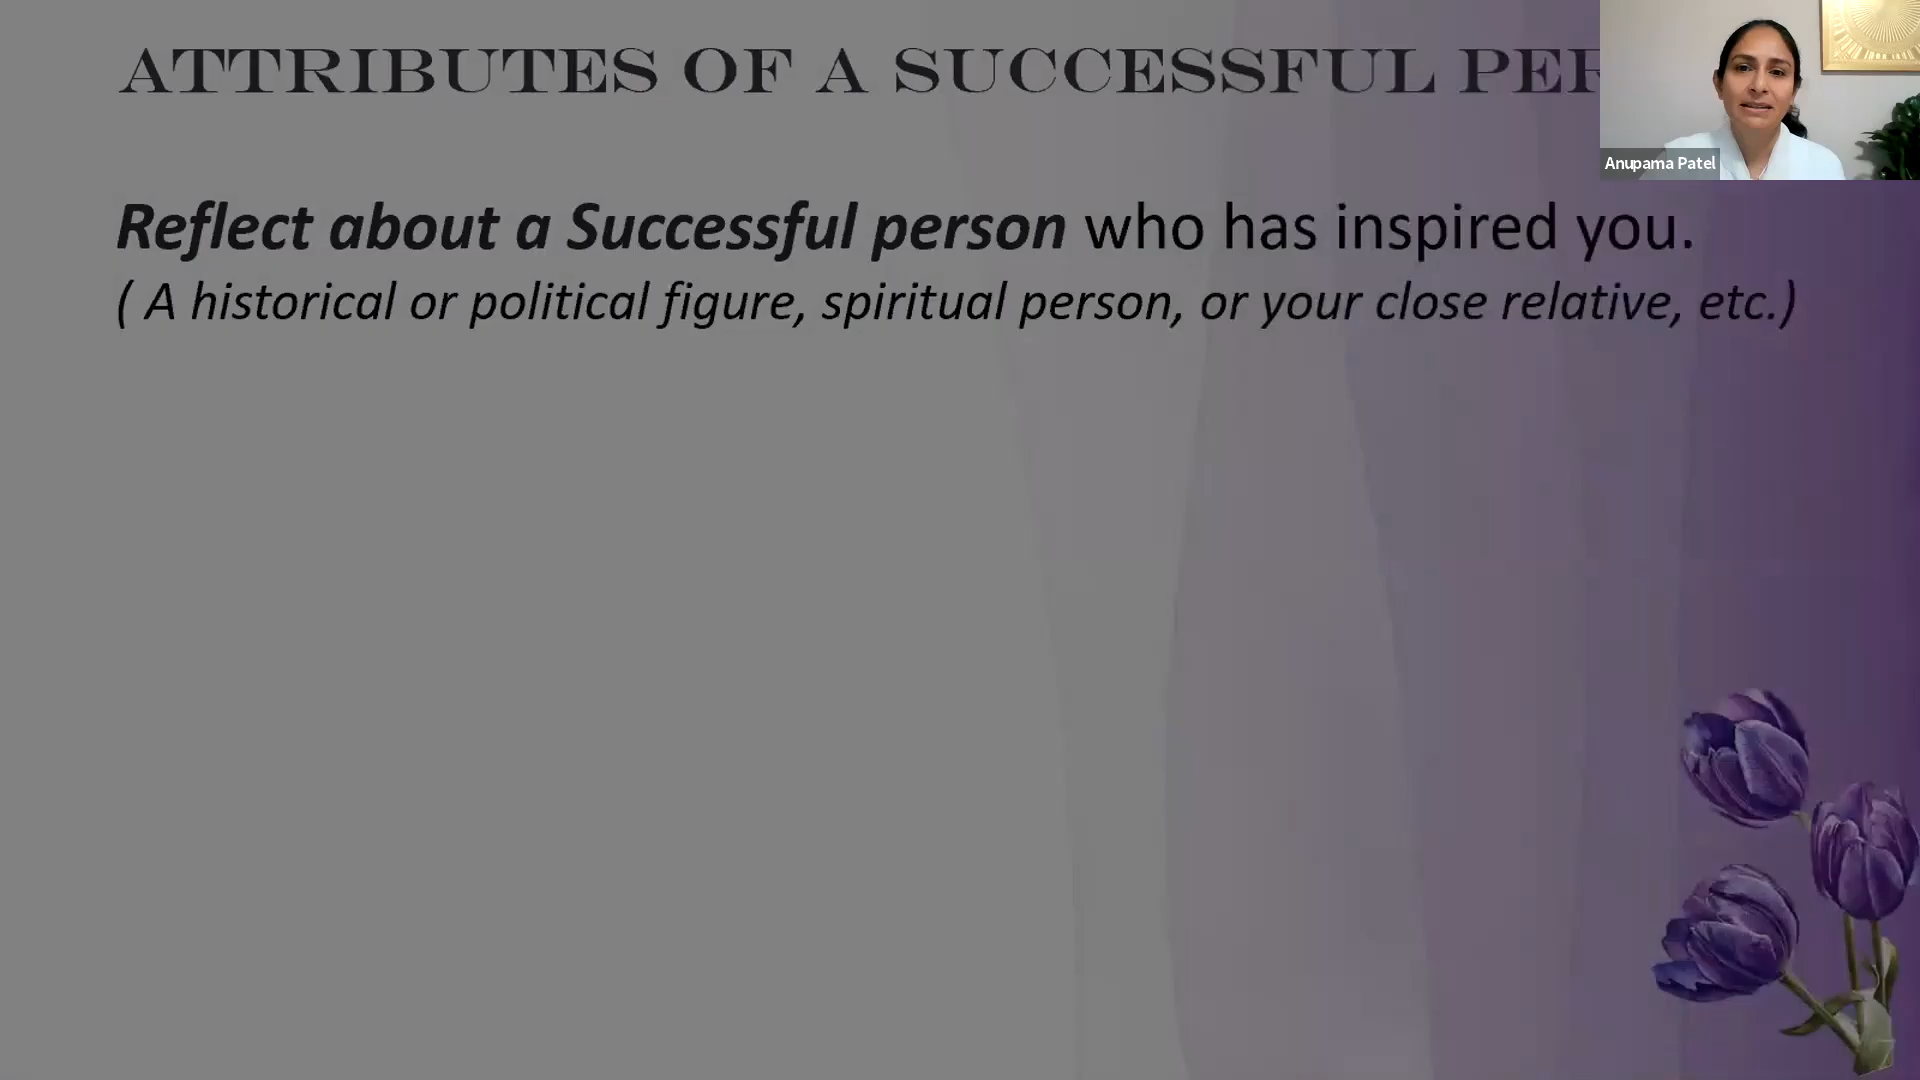 ATTRIBUTES OF A SUCCESSFUL
Anupama Patel
Reflect about a Successful person who has inspired you.
( A historical or political figure, spiritual person, or your close relative, etc.)